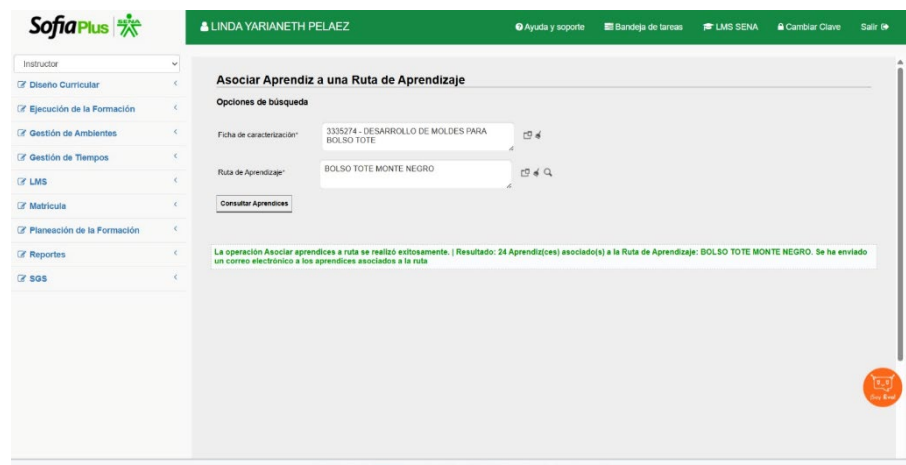 SofiaPlus SENA
LINDA YARIANETH PELAEZ
Ayuda y soporte
Bandeja de tareas
LMS SENA
Cambiar Clave
Salir
Instructor
Diseño Curricular
Ejecución de la Formación
Gestión de Ambientes
Gestión de Tiempos
LMS
Matricula
Planeación de la Formación
Reportes
SGS
Asociar Aprendiz a una Ruta de Aprendizaje
Opciones de búsqueda
Ficha de caracterización*
3335274 - DESARROLLO DE MOLDES PARA
BOLSO TOTE
Ruta de Aprendizaje*
BOLSO TOTE MONTE NEGRO
Consultar Aprendices
La operación Asociar aprendices a ruta se realizó exitosamente. | Resultado: 24 Aprendiz(ces) asociado(s) a la Ruta de Aprendizaje: BOLSO TOTE MONTE NEGRO. Se ha enviado
un correo electrónico a los aprendices asociados a la ruta